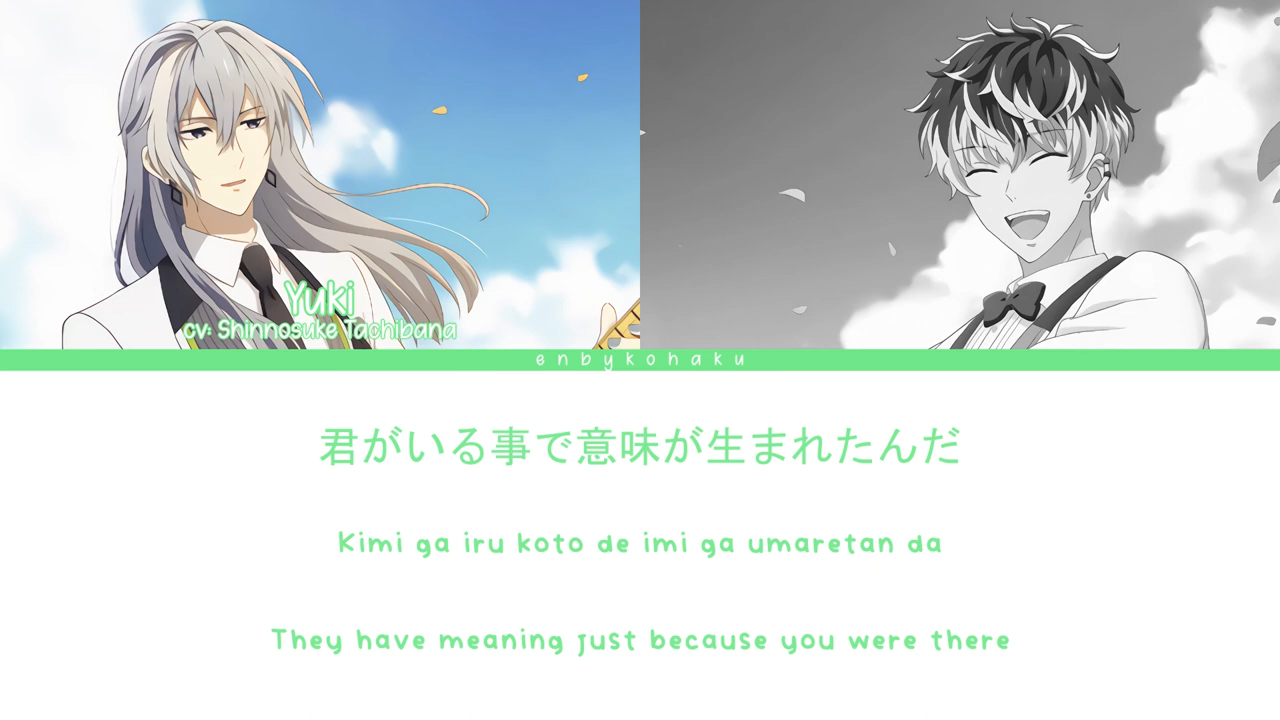 Yuki
cv: Shinnosuke Tachibana
enbykohaku
君がいる事で意味が生まれたんだ
Kimi ga iru koto de imi ga umaretan da
They have meaning just because you were there